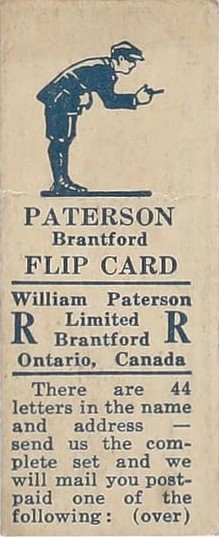 PATERSON
Brantford
FLIP CARD
William Paterson
R Limited R
Brantford
Ontario, Canada
There are 44
letters in the name
and address —
send us the com-
plete set and we
will mail you post-
paid one of the
following: (over)